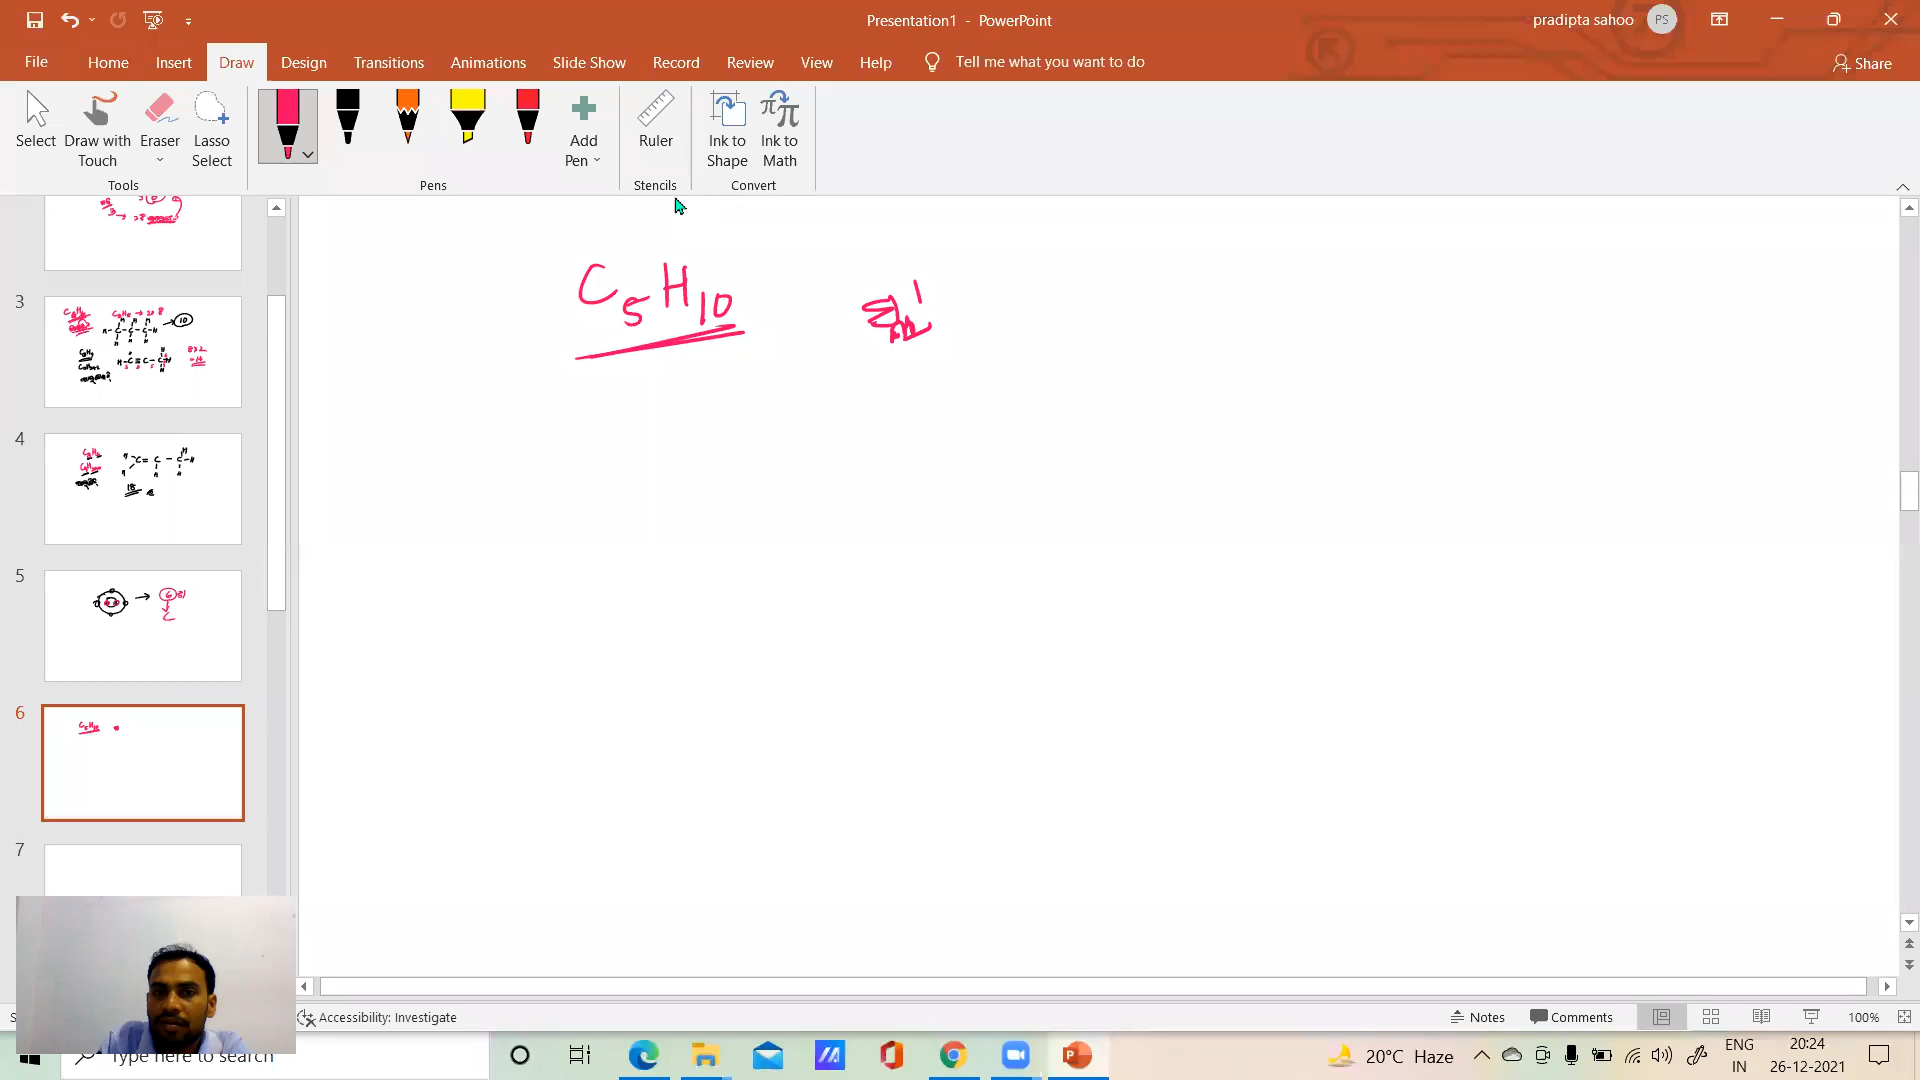 Presentation1 - PowerPoint
pradipta sahoo
PS
File
Home
Insert
Draw
Design
Transitions
Animations
Slide Show
Record
Review
View
Help
Tell me what you want to do
Share
Select
Draw with Touch
Eraser
Lasso Select
Add Pen
Ruler
Ink to Shape
Ink to Math
Tools
Pens
Stencils
Convert
C₅H₁₀
3
4
5
6
7
Accessibility: Investigate
Notes
Comments
100%
Type here to search
20°C Haze
ENG
IN
20:24
26-12-2021